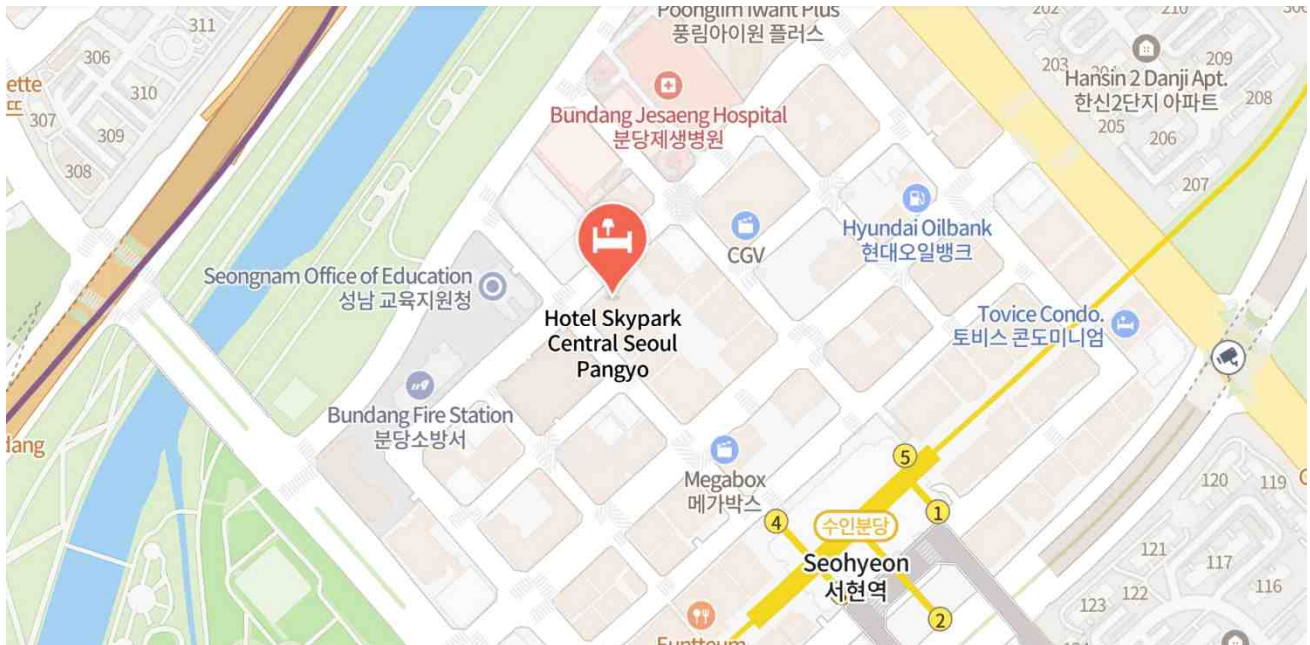 311
306
310
ette
307
309
308
Poonglim Iwant Plus
풍림아이원 플러스
202
210
209
203
Hansin 2 Danji Apt.
한신2단지 아파트
208
205
206
207
Bundang Jesaeng Hospital
분당제생병원
CGV
Hyundai Oilbank
현대오일뱅크
Seongnam Office of Education
성남 교육지원청
Hotel Skypark
Central Seoul
Pangyo
Tovice Condo.
토비스 콘도미니엄
Bundang Fire Station
분당소방서
dang
Megabox
메가박스
5
4
1
수인분당
Seohyeon
서현역
2
120
119
121
117
116
122
123
Euntteum